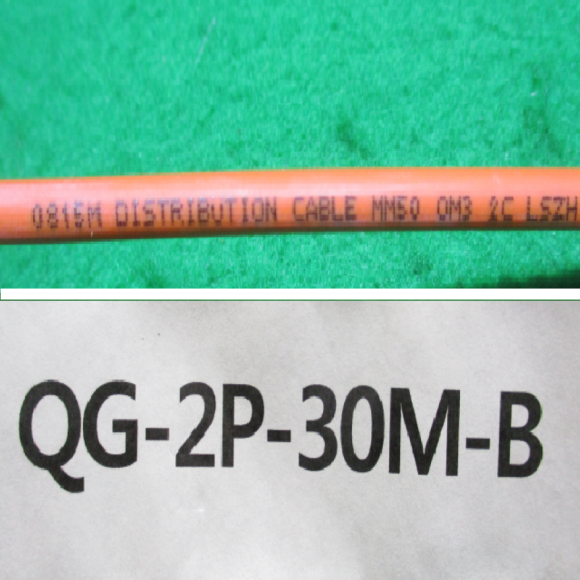 0815M DISTRIBUTION CABLE MM50 OM3 2C LSZH
QG-2P-30M-B